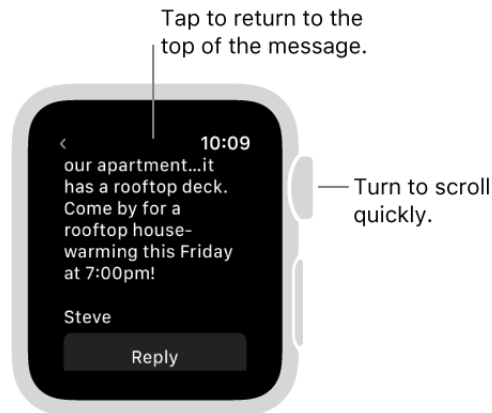 Tap to return to the
top of the message.
<
10:09
our apartment...it
has a rooftop deck.
Come by for a
rooftop house-
warming this Friday
at 7:00pm!
Steve
Reply
Turn to scroll
quickly.